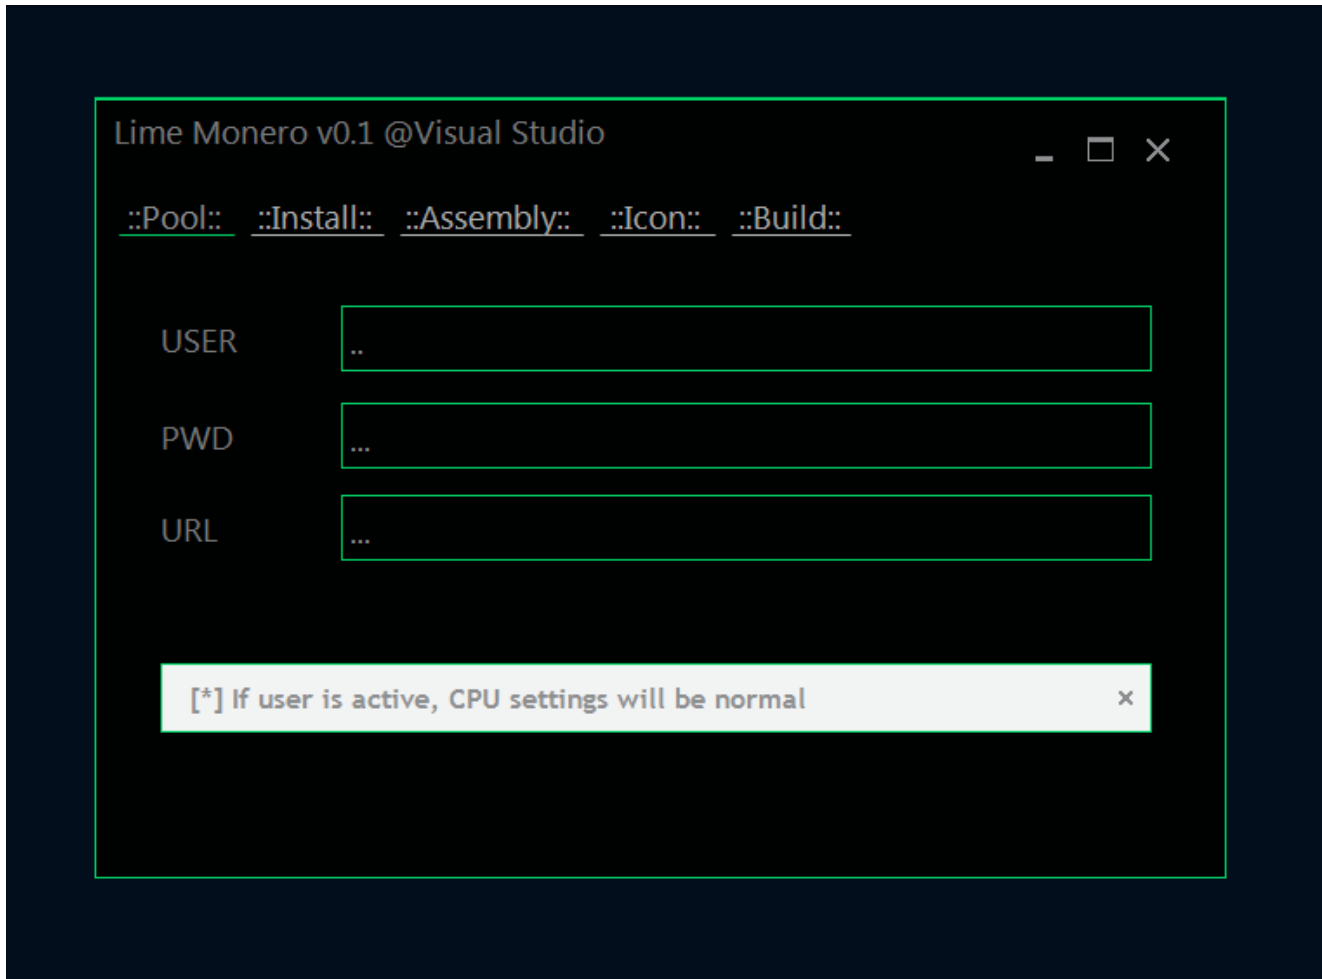 Lime Monero v0.1 @Visual Studio
::Pool:: ::Install:: ::Assembly:: ::Icon:: ::Build::
USER ..
PWD ...
URL ...
[*] If user is active, CPU settings will be normal ×